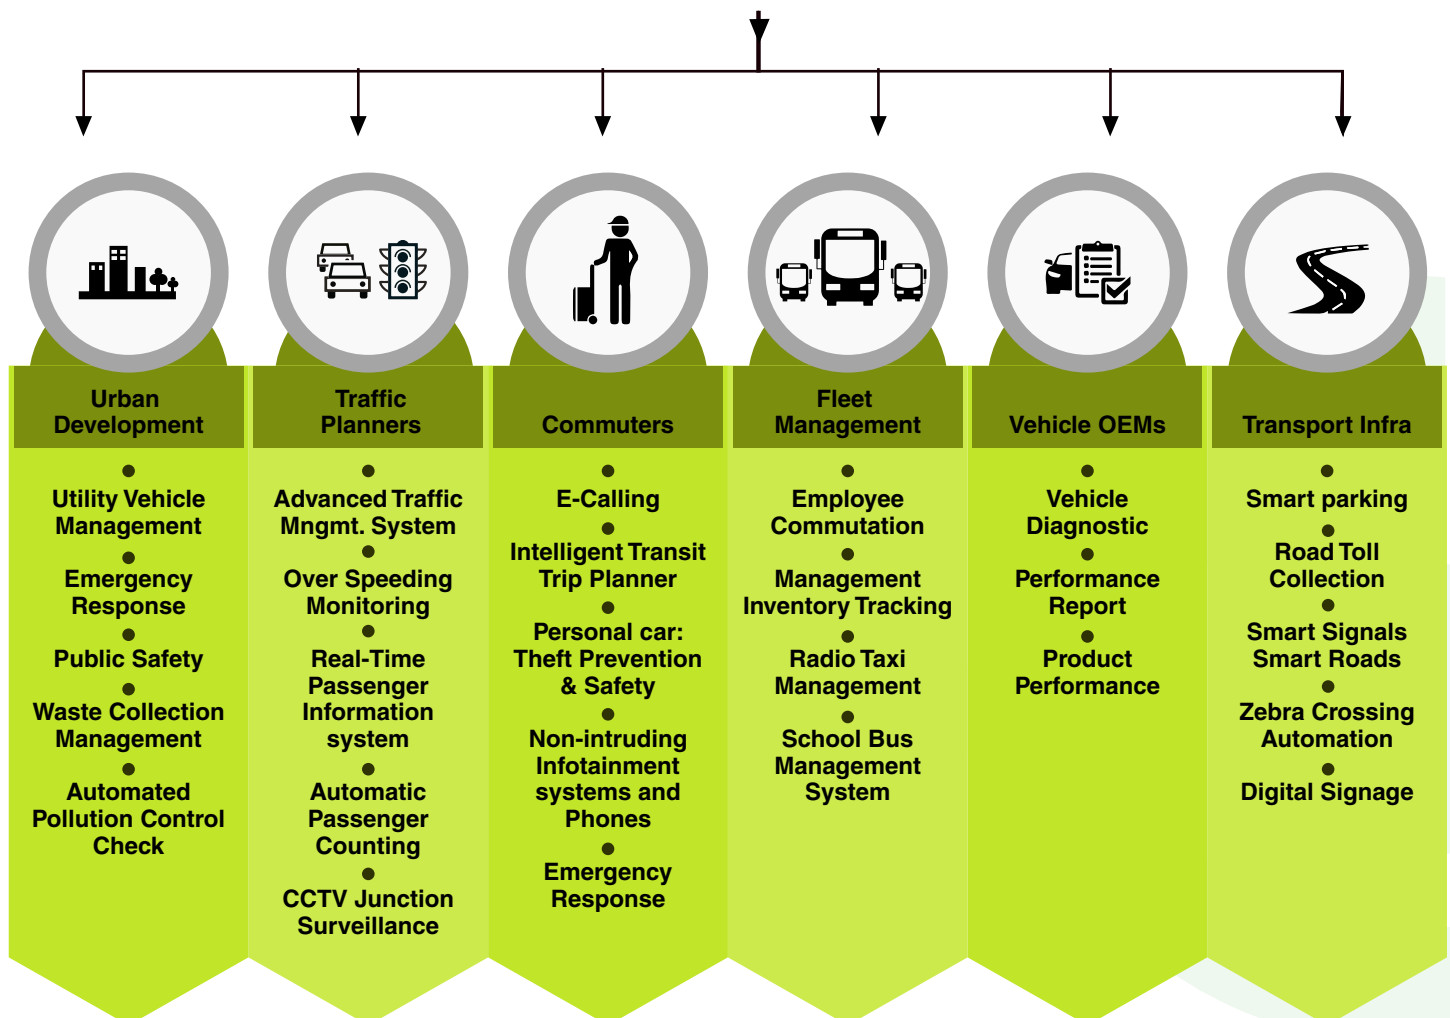 Urban
Development
Utility Vehicle
Management
Emergency
Response
Public Safety
Waste Collection
Management
Automated
Pollution Control
Check
Traffic
Planners
Advanced Traffic
Mngmt. System
Over Speeding
Monitoring
Real-Time
Passenger
Information
system
Automatic
Passenger
Counting
CCTV Junction
Surveillance
Commuters
E-Calling
Intelligent Transit
Trip Planner
Personal car:
Theft Prevention
& Safety
Non-intruding
Infotainment
systems and
Phones
Emergency
Response
Fleet
Management
Employee
Commutation
Management
Inventory Tracking
Radio Taxi
Management
School Bus
Management
System
Vehicle OEMs
Vehicle
Diagnostic
Performance
Report
Product
Performance
Transport Infra
Smart parking
Road Toll
Collection
Smart Signals
Smart Roads
Zebra Crossing
Automation
Digital Signage